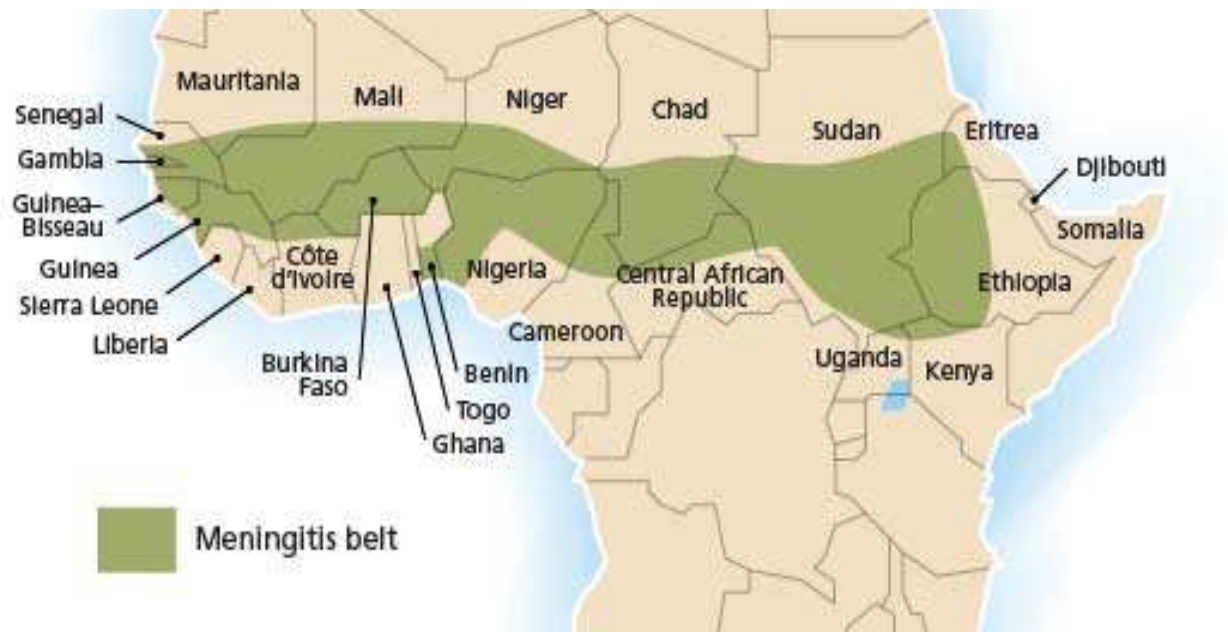 Mauritania
Mali
Niger
Chad
Sudan
Eritrea
Djibouti
Somalia
Ethiopia
Senegal
Gambia
Guinea–
Bissau
Guinea
Sierra Leone
Liberia
Côte
d'Ivoire
Burkina
Faso
Nigeria
Central African
Republic
Cameroon
Uganda
Kenya
Benin
Togo
Ghana
Meningitis belt